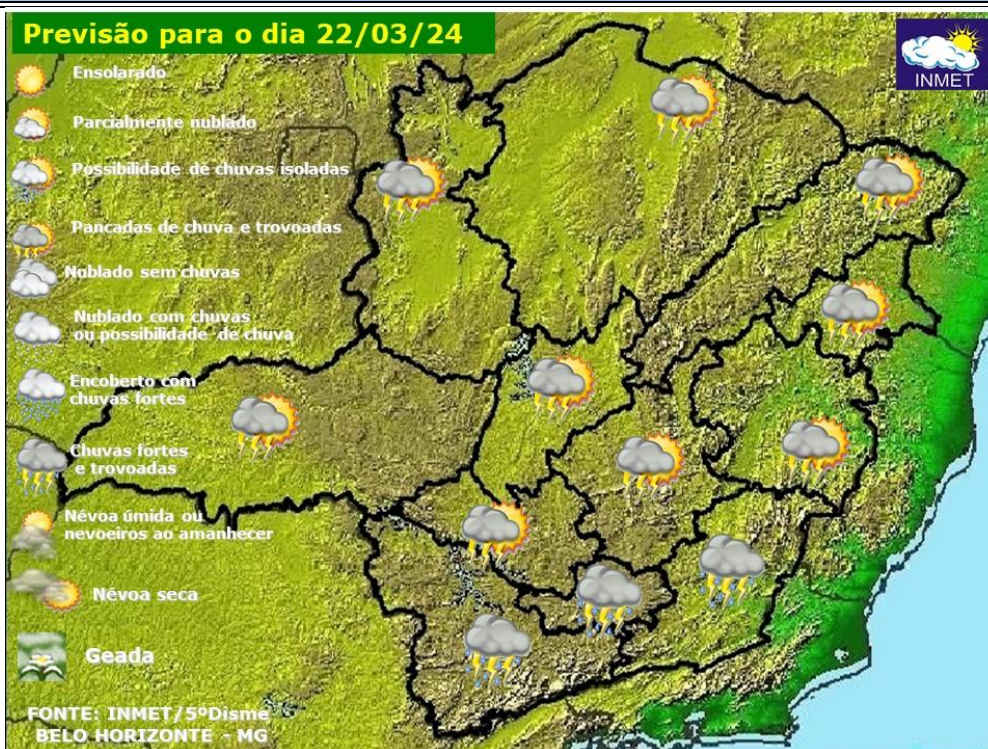 Previsão para o dia 22/03/24
INMET
Ensolarado
Parcialmente nublado
Possibilidade de chuvas isoladas
Pancadas de chuva e trovoadas
Nublado sem chuvas
Nublado com chuvas
ou possibilidade de chuva
Encoberto com
chuvas fortes
Chuvas fortes
e trovoadas
Névoa úmida ou
nevoeiros ao amanhecer
Névoa seca
Geada
FONTE: INMET/5ºDisme
BELO HORIZONTE - MG